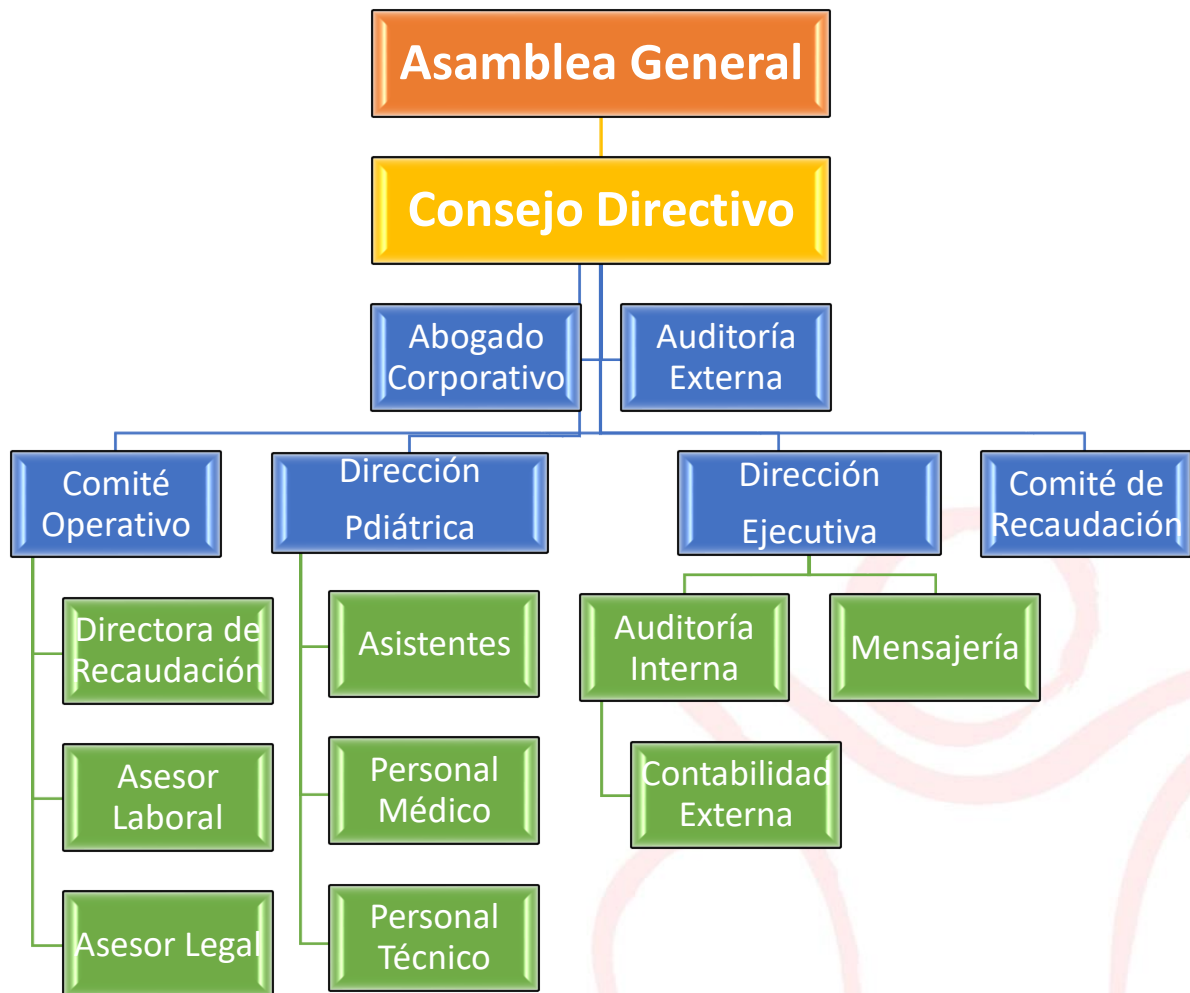 Asamblea General
Consejo Directivo
Abogado
Corporativo
Auditoría
Externa
Comité
Operativo
Dirección
Pdiátrica
Dirección
Ejecutiva
Comité de
Recaudación
Directora de
Recaudación
Asesor
Laboral
Asesor Legal
Asistentes
Personal
Médico
Personal
Técnico
Auditoría
Interna
Contabilidad
Externa
Mensajería